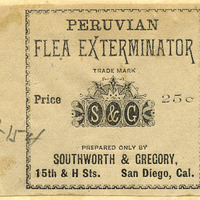 PERUVIAN
FLEA EXTERMINATOR
TRADE MARK
Price 25c
S&G
PREPARED ONLY BY
SOUTHWORTH & GREGORY,
15th & H Sts. San Diego, Cal.